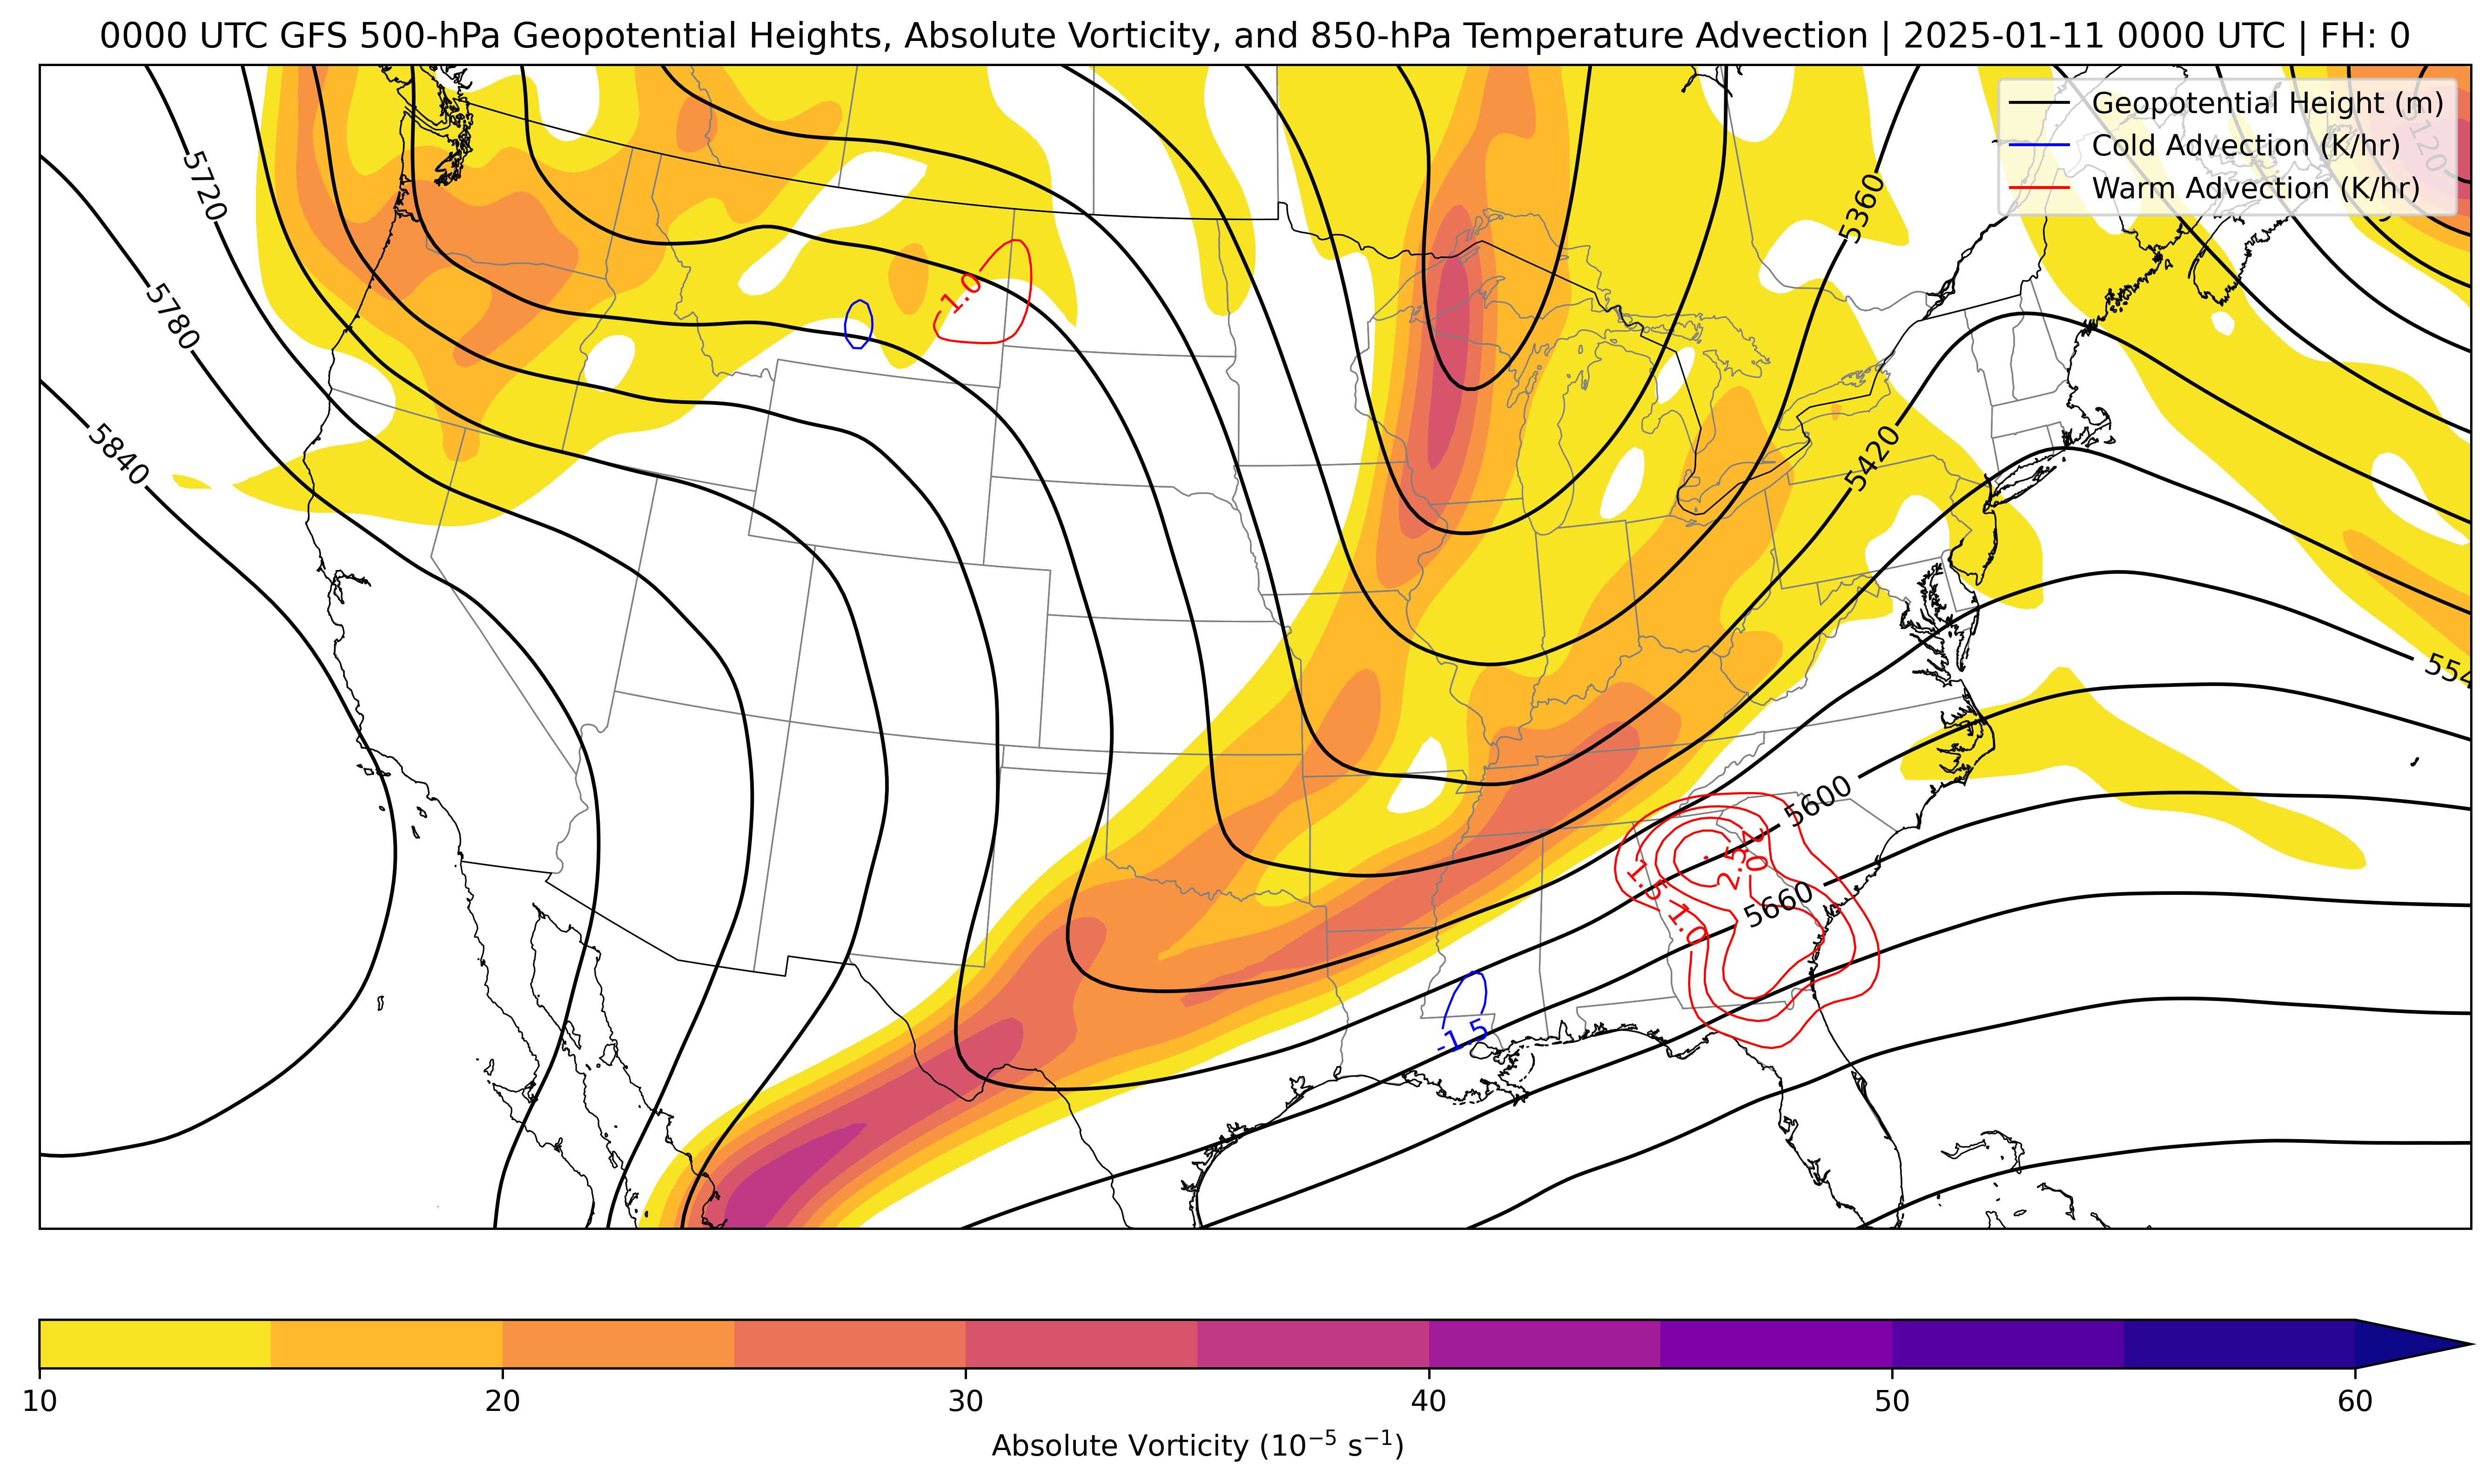 0000 UTC GFS 500-hPa Geopotential Heights, Absolute Vorticity, and 850-hPa Temperature Advection | 2025-01-11 0000 UTC | FH: 0
Geopotential Height (m)
Cold Advection (K/hr)
Warm Advection (K/hr)
5120
5720
5360
5780
1.0
5840
5420
554
5600
2.0
2.5
1.5
5660
1.0
-1.5
10 20 30 40 50 60
Absolute Vorticity (10⁻⁵ s⁻¹)